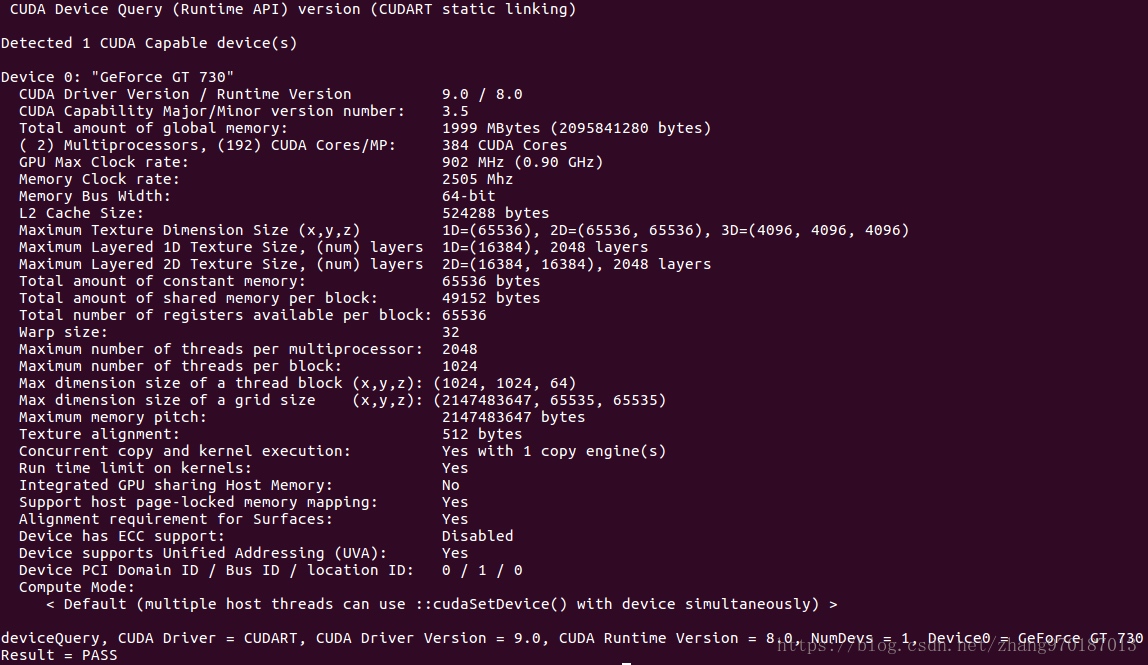 CUDA Device Query (Runtime API) version (CUDART static linking)
Detected 1 CUDA Capable device(s)
Device 0: "GeForce GT 730"
CUDA Driver Version / Runtime Version 9.0 / 8.0
CUDA Capability Major/Minor version number: 3.5
Total amount of global memory: 1999 MBytes (2095841280 bytes)
( 2) Multiprocessors, (192) CUDA Cores/MP: 384 CUDA Cores
GPU Max Clock rate: 902 MHz (0.90 GHz)
Memory Clock rate: 2505 Mhz
Memory Bus Width: 64-bit
L2 Cache Size: 524288 bytes
Maximum Texture Dimension Size (x,y,z) 1D=(65536), 2D=(65536, 65536), 3D=(4096, 4096, 4096)
Maximum Layered 1D Texture Size, (num) layers 1D=(16384), 2048 layers
Maximum Layered 2D Texture Size, (num) layers 2D=(16384, 16384), 2048 layers
Total amount of constant memory: 65536 bytes
Total amount of shared memory per block: 49152 bytes
Total number of registers available per block: 65536
Warp size: 32
Maximum number of threads per multiprocessor: 2048
Maximum number of threads per block: 1024
Max dimension size of a thread block (x,y,z): (1024, 1024, 64)
Max dimension size of a grid size (x,y,z): (2147483647, 65535, 65535)
Maximum memory pitch: 2147483647 bytes
Texture alignment: 512 bytes
Concurrent copy and kernel execution: Yes with 1 copy engine(s)
Run time limit on kernels: Yes
Integrated GPU sharing Host Memory: No
Support host page-locked memory mapping: Yes
Alignment requirement for Surfaces: Yes
Device has ECC support: Disabled
Device supports Unified Addressing (UVA): Yes
Device PCI Domain ID / Bus ID / location ID: 0 / 1 / 0
Compute Mode:
< Default (multiple host threads can use ::cudaSetDevice() with device simultaneously) >
deviceQuery, CUDA Driver = CUDART, CUDA Driver Version = 9.0, CUDA Runtime Version = 8.0, NumDevs = 1, Device0 = GeForce GT 730
https://blog.csdn.net/zhang970187013
Result = PASS